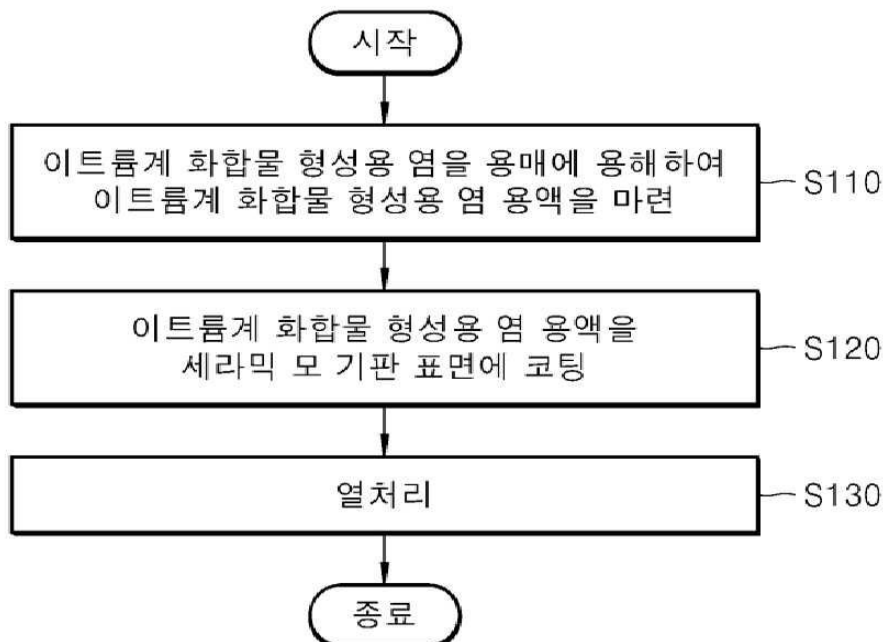 시작
이트륨계 화합물 형성용 염을 용매에 용해하여
이트륨계 화합물 형성용 염 용액을 마련
S110
이트륨계 화합물 형성용 염 용액을
세라믹 모 기판 표면에 코팅
S120
열처리
S130
종료